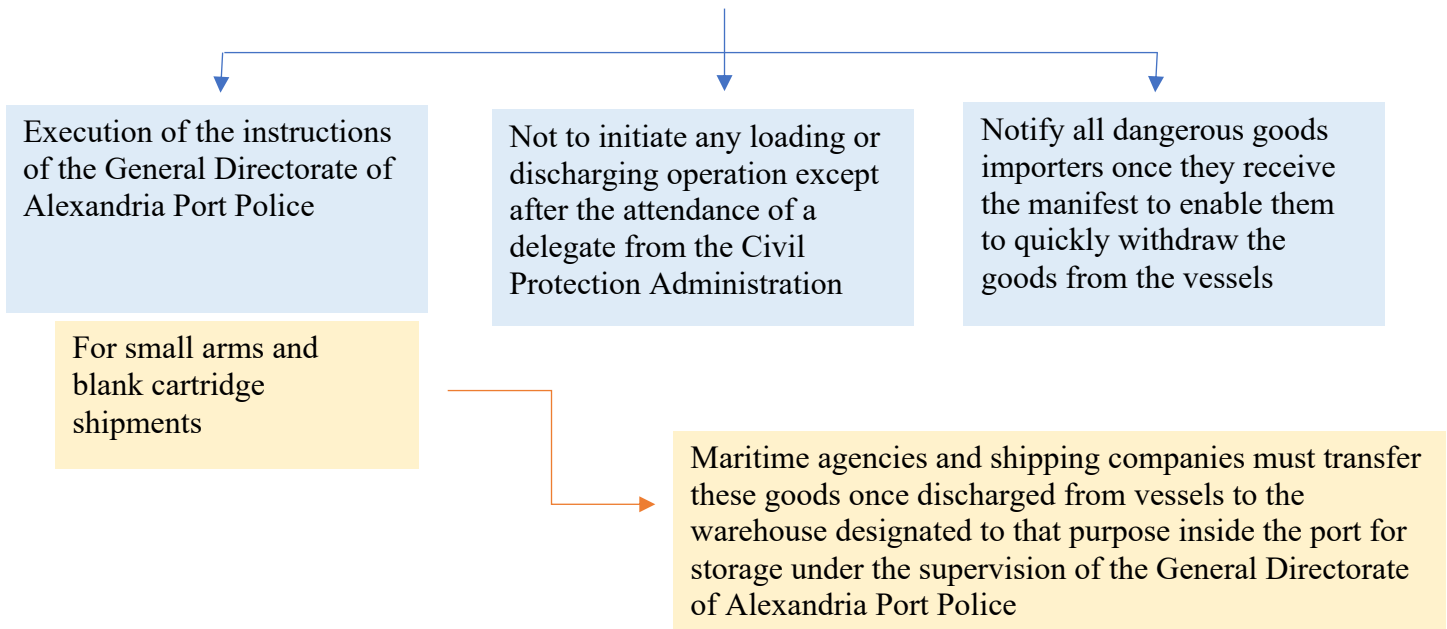 Execution of the instructions
of the General Directorate of
Alexandria Port Police
Not to initiate any loading or
discharging operation except
after the attendance of a
delegate from the Civil
Protection Administration
Notify all dangerous goods
importers once they receive
the manifest to enable them
to quickly withdraw the
goods from the vessels
For small arms and
blank cartridge
shipments
Maritime agencies and shipping companies must transfer
these goods once discharged from vessels to the
warehouse designated to that purpose inside the port for
storage under the supervision of the General Directorate
of Alexandria Port Police